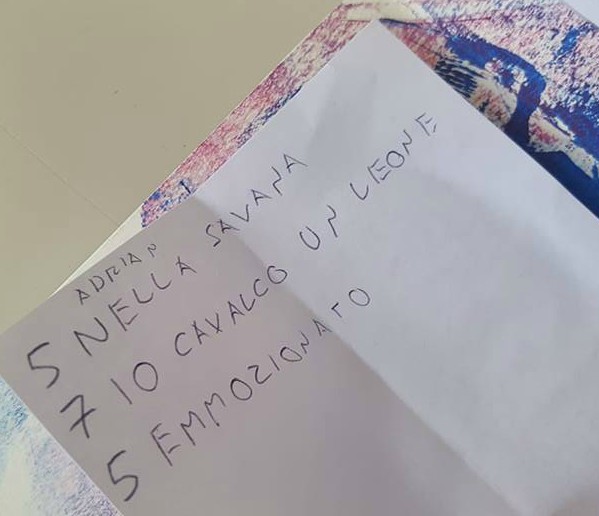 ADRIAN
5 NELLA SAVANA
7 IO CAVALCO UN LEONE
5 EMMOZIONATO